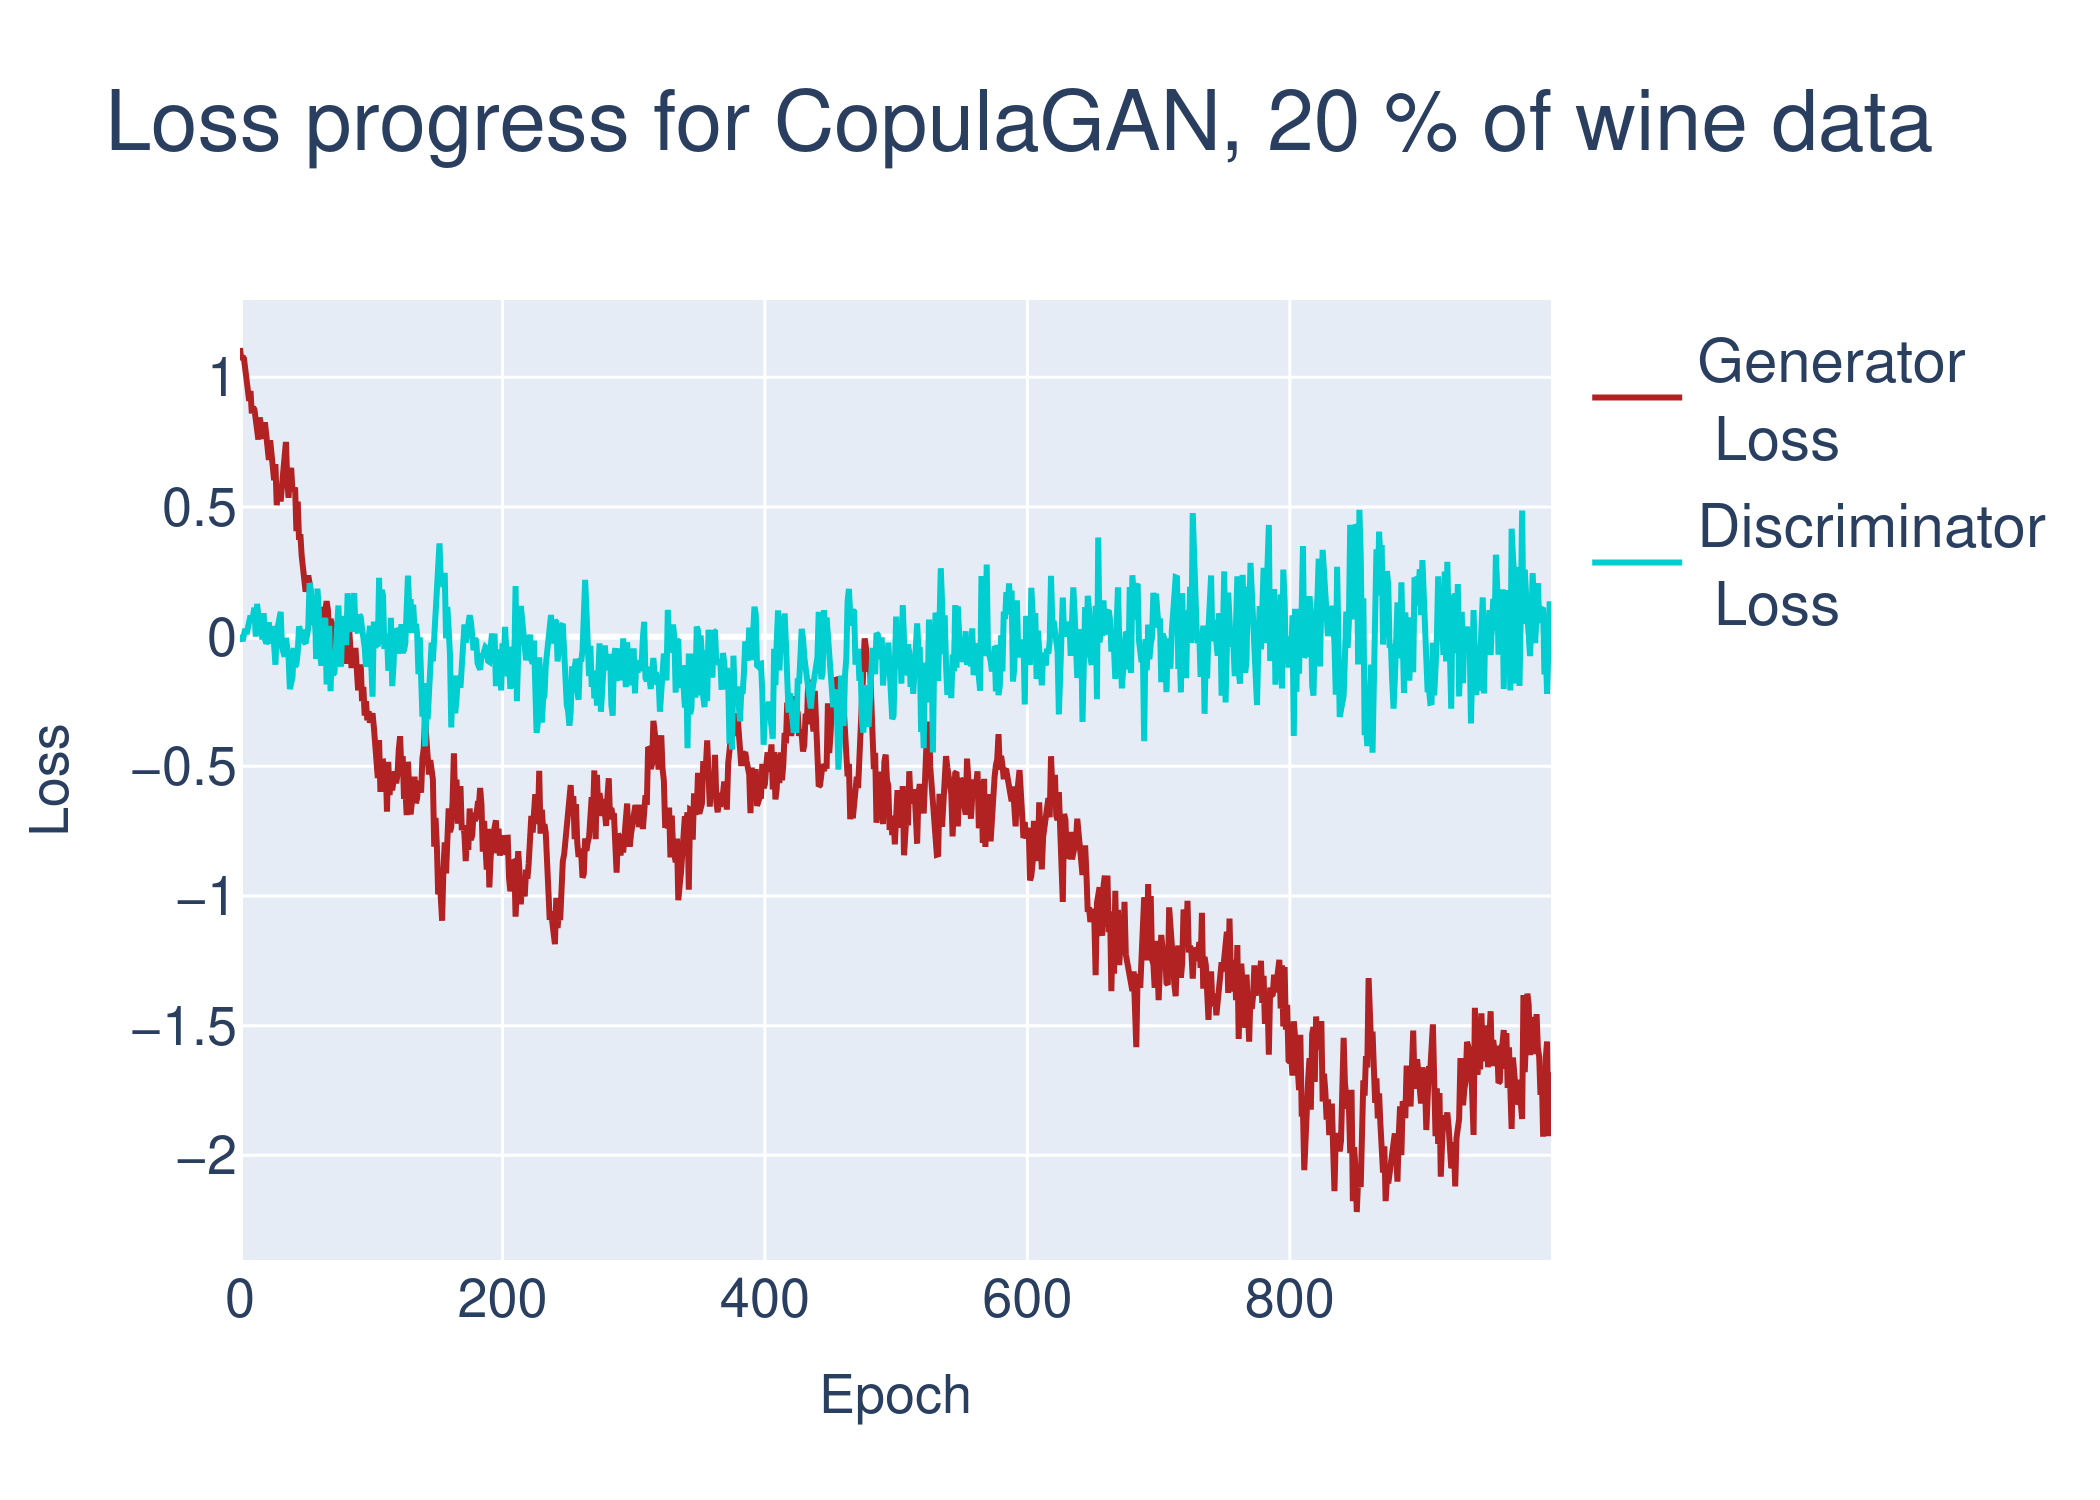 Loss progress for CopulaGAN, 20 % of wine data
Generator
Loss
Discriminator
Loss
1
0.5
0
−0.5
−1
−1.5
−2
Loss
0
200
400
600
800
Epoch